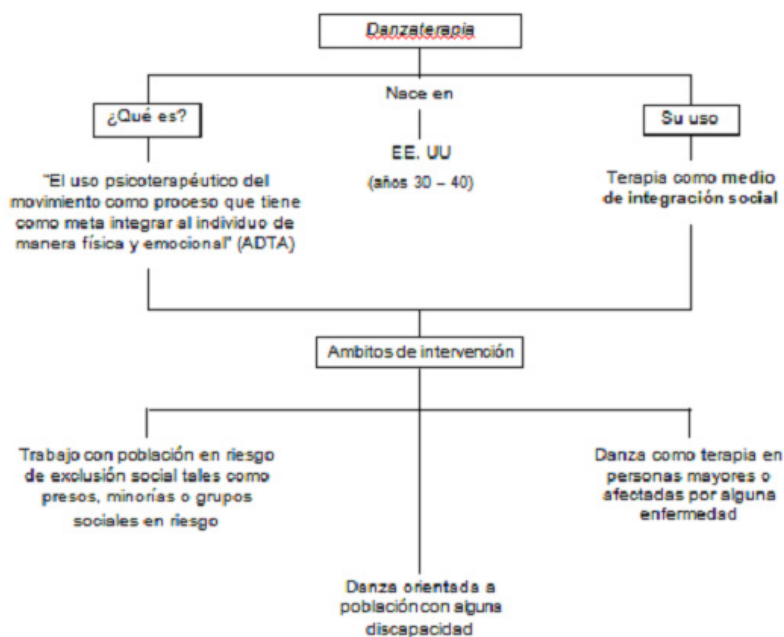 Danzaterapia
¿Qué es?
Nace en
Su uso
EE. UU
(años 30 – 40)
"El uso psicoterapéutico del
movimiento como proceso que tiene
como meta integrar al individuo de
manera física y emocional" (ADTA)
Terapia como medio
de integración social
Ambitos de intervención
Trabajo con población en riesgo
de exclusión social tales como
presos, minorías o grupos
sociales en riesgo
Danza como terapia en
personas mayores o
afectadas por alguna
enfermedad
Danza orientada a
población con alguna
discapacidad